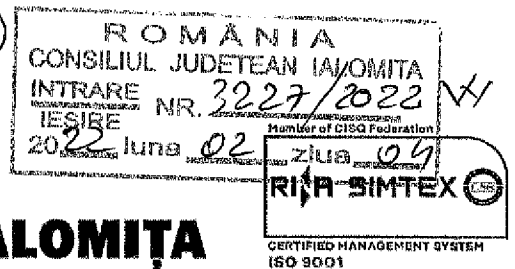 ROMÂNIA
CONSILIUL JUDETEAN IALOMITA
INTRARE
IESIRE NR. 3227/2022
2022 luna 02 ziua 04
Member of CISQ Federation
RINA SIMTEX
CERTIFIED MANAGEMENT SYSTEM
ISO 9001
ALOMIȚA